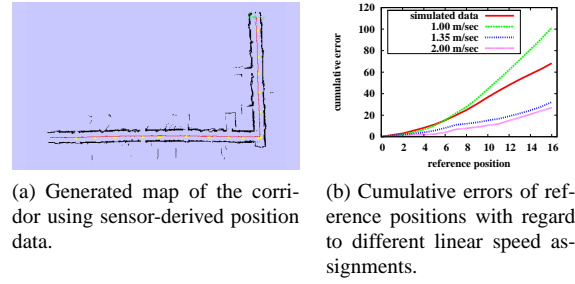 simulated data
1.00 m/sec
1.35 m/sec
2.00 m/sec
cumulative error
120
100
80
60
40
20
0
0 2 4 6 8 10 12 14 16
reference position
(a) Generated map of the corri-
dor using sensor-derived position
data.
(b) Cumulative errors of ref-
erence positions with regard
to different linear speed as-
signments.